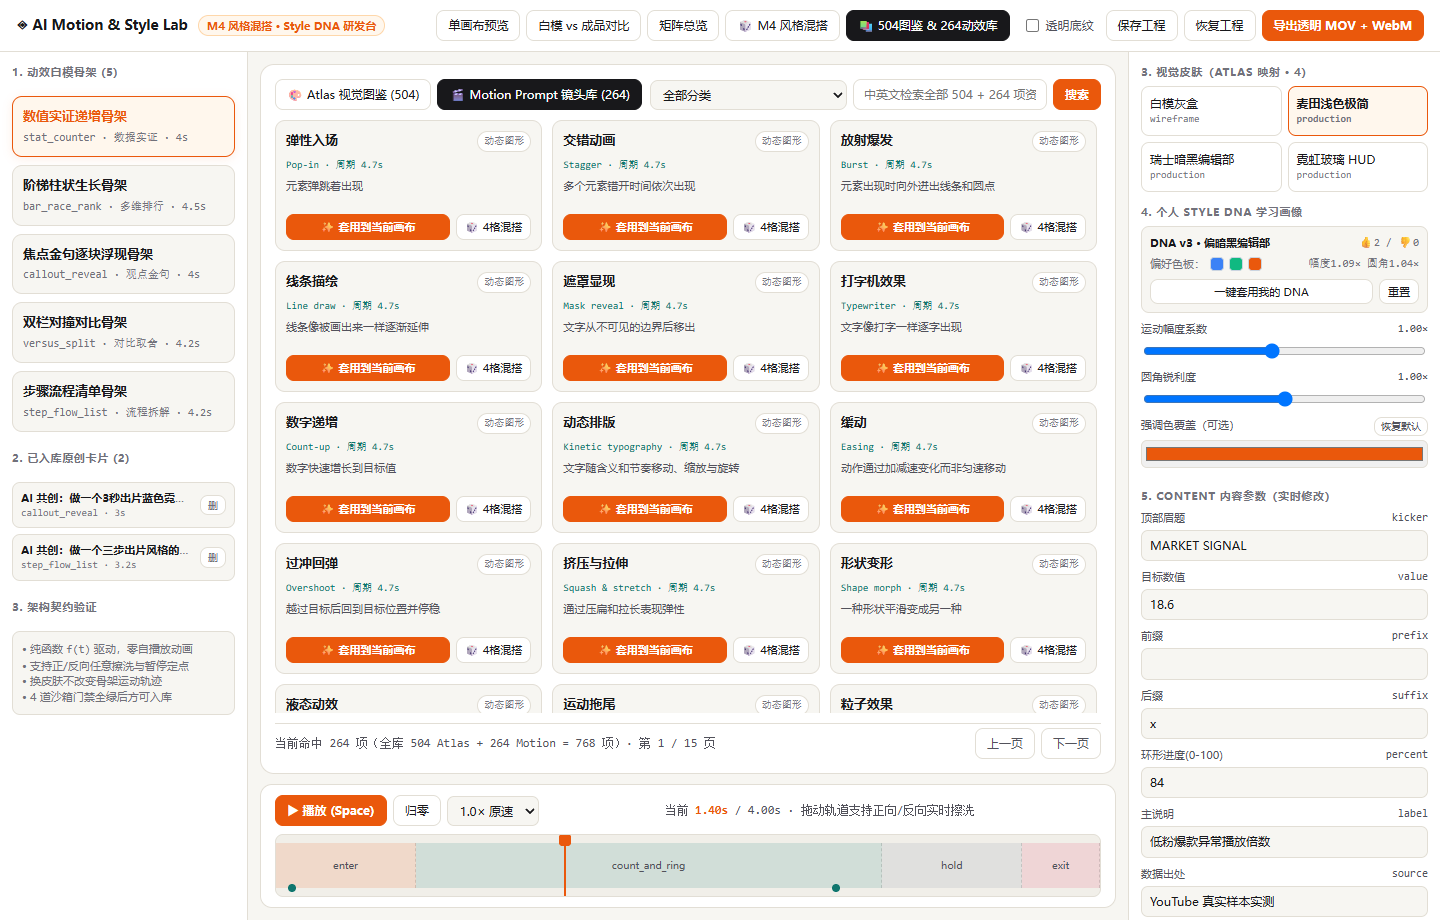 ◈ AI Motion & Style Lab
M4 风格混搭 • Style DNA 研发台
单画布预览
白模 vs 成品对比
矩阵总览
M4 风格混搭
504图鉴 & 264动效库
透明底纹
保存工程
恢复工程
导出透明 MOV + WebM
1. 动效白模骨架 (5)
数值实证递增骨架
stat_counter · 数据实证 · 4s
阶梯柱状生长骨架
bar_race_rank · 多维排行 · 4.5s
焦点金句逐块浮现骨架
callout_reveal · 观点金句 · 4s
双栏对撞对比骨架
versus_split · 对比取舍 · 4.2s
步骤流程清单骨架
step_flow_list · 流程拆解 · 4.2s
2. 已入库原创卡片 (2)
AI 共创：做一个3秒出片蓝色霓...
callout_reveal · 3s
删
AI 共创：做一个三步出片风格的...
step_flow_list · 3.2s
删
3. 架构契约验证
• 纯函数 f(t) 驱动，零自播放动画
• 支持正/反向任意擦洗与暂停定点
• 换皮肤不改变骨架运动轨迹
• 4 道沙箱门禁全绿后方可入库
Atlas 视觉图鉴 (504)
Motion Prompt 镜头库 (264)
全部分类
中英文检索全部 504 + 264 项资
搜索
弹性入场
动态图形
Pop-in · 周期 4.7s
元素弹跳着出现
套用到当前画布
4格混搭
交错动画
动态图形
Stagger · 周期 4.7s
多个元素错开时间依次出现
套用到当前画布
4格混搭
放射爆发
动态图形
Burst · 周期 4.7s
元素出现时向外迸出线条和圆点
套用到当前画布
4格混搭
线条描绘
动态图形
Line draw · 周期 4.7s
线条像被画出来一样逐渐延伸
套用到当前画布
4格混搭
遮罩显现
动态图形
Mask reveal · 周期 4.7s
文字从不可见的边界后移出
套用到当前画布
4格混搭
打字机效果
动态图形
Typewriter · 周期 4.7s
文字像打字一样逐字出现
套用到当前画布
4格混搭
数字递增
动态图形
Count-up · 周期 4.7s
数字快速增长到目标值
套用到当前画布
4格混搭
动态排版
动态图形
Kinetic typography · 周期 4.7s
文字随含义和节奏移动、缩放与旋转
套用到当前画布
4格混搭
缓动
动态图形
Easing · 周期 4.7s
动作通过加减速变化而非匀速移动
套用到当前画布
4格混搭
过冲回弹
动态图形
Overshoot · 周期 4.7s
越过目标后回到目标位置并停稳
套用到当前画布
4格混搭
挤压与拉伸
动态图形
Squash & stretch · 周期 4.7s
通过压扁和拉长表现弹性
套用到当前画布
4格混搭
形状变形
动态图形
Shape morph · 周期 4.7s
一种形状平滑变成另一种
套用到当前画布
4格混搭
液态动效
动态图形
运动拖尾
动态图形
粒子效果
动态图形
当前命中 264 项（全库 504 Atlas + 264 Motion = 768 项）· 第 1 / 15 页
上一页
下一页
▶ 播放 (Space)
归零
1.0× 原速
当前 1.40s / 4.00s · 拖动轨道支持正向/反向实时擦洗
enter
count_and_ring
hold
exit
3. 视觉皮肤 (ATLAS 映射 • 4)
白模灰盒
wireframe
麦田浅色极简
production
瑞士暗黑编辑部
production
霓虹玻璃 HUD
production
4. 个人 STYLE DNA 学习画像
DNA v3 • 偏暗黑编辑部
👍 2 / 👎 0
偏好色板：
幅度1.09× 圆角1.04×
一键套用我的 DNA
重置
运动幅度系数
1.00×
圆角锐利度
1.00×
强调色覆盖 (可选)
恢复默认
5. CONTENT 内容参数 (实时修改)
顶部眉题
kicker
MARKET SIGNAL
目标数值
value
18.6
前缀
prefix
后缀
suffix
x
环形进度(0-100)
percent
84
主说明
label
低粉爆款异常播放倍数
数据出处
source
YouTube 真实样本实测